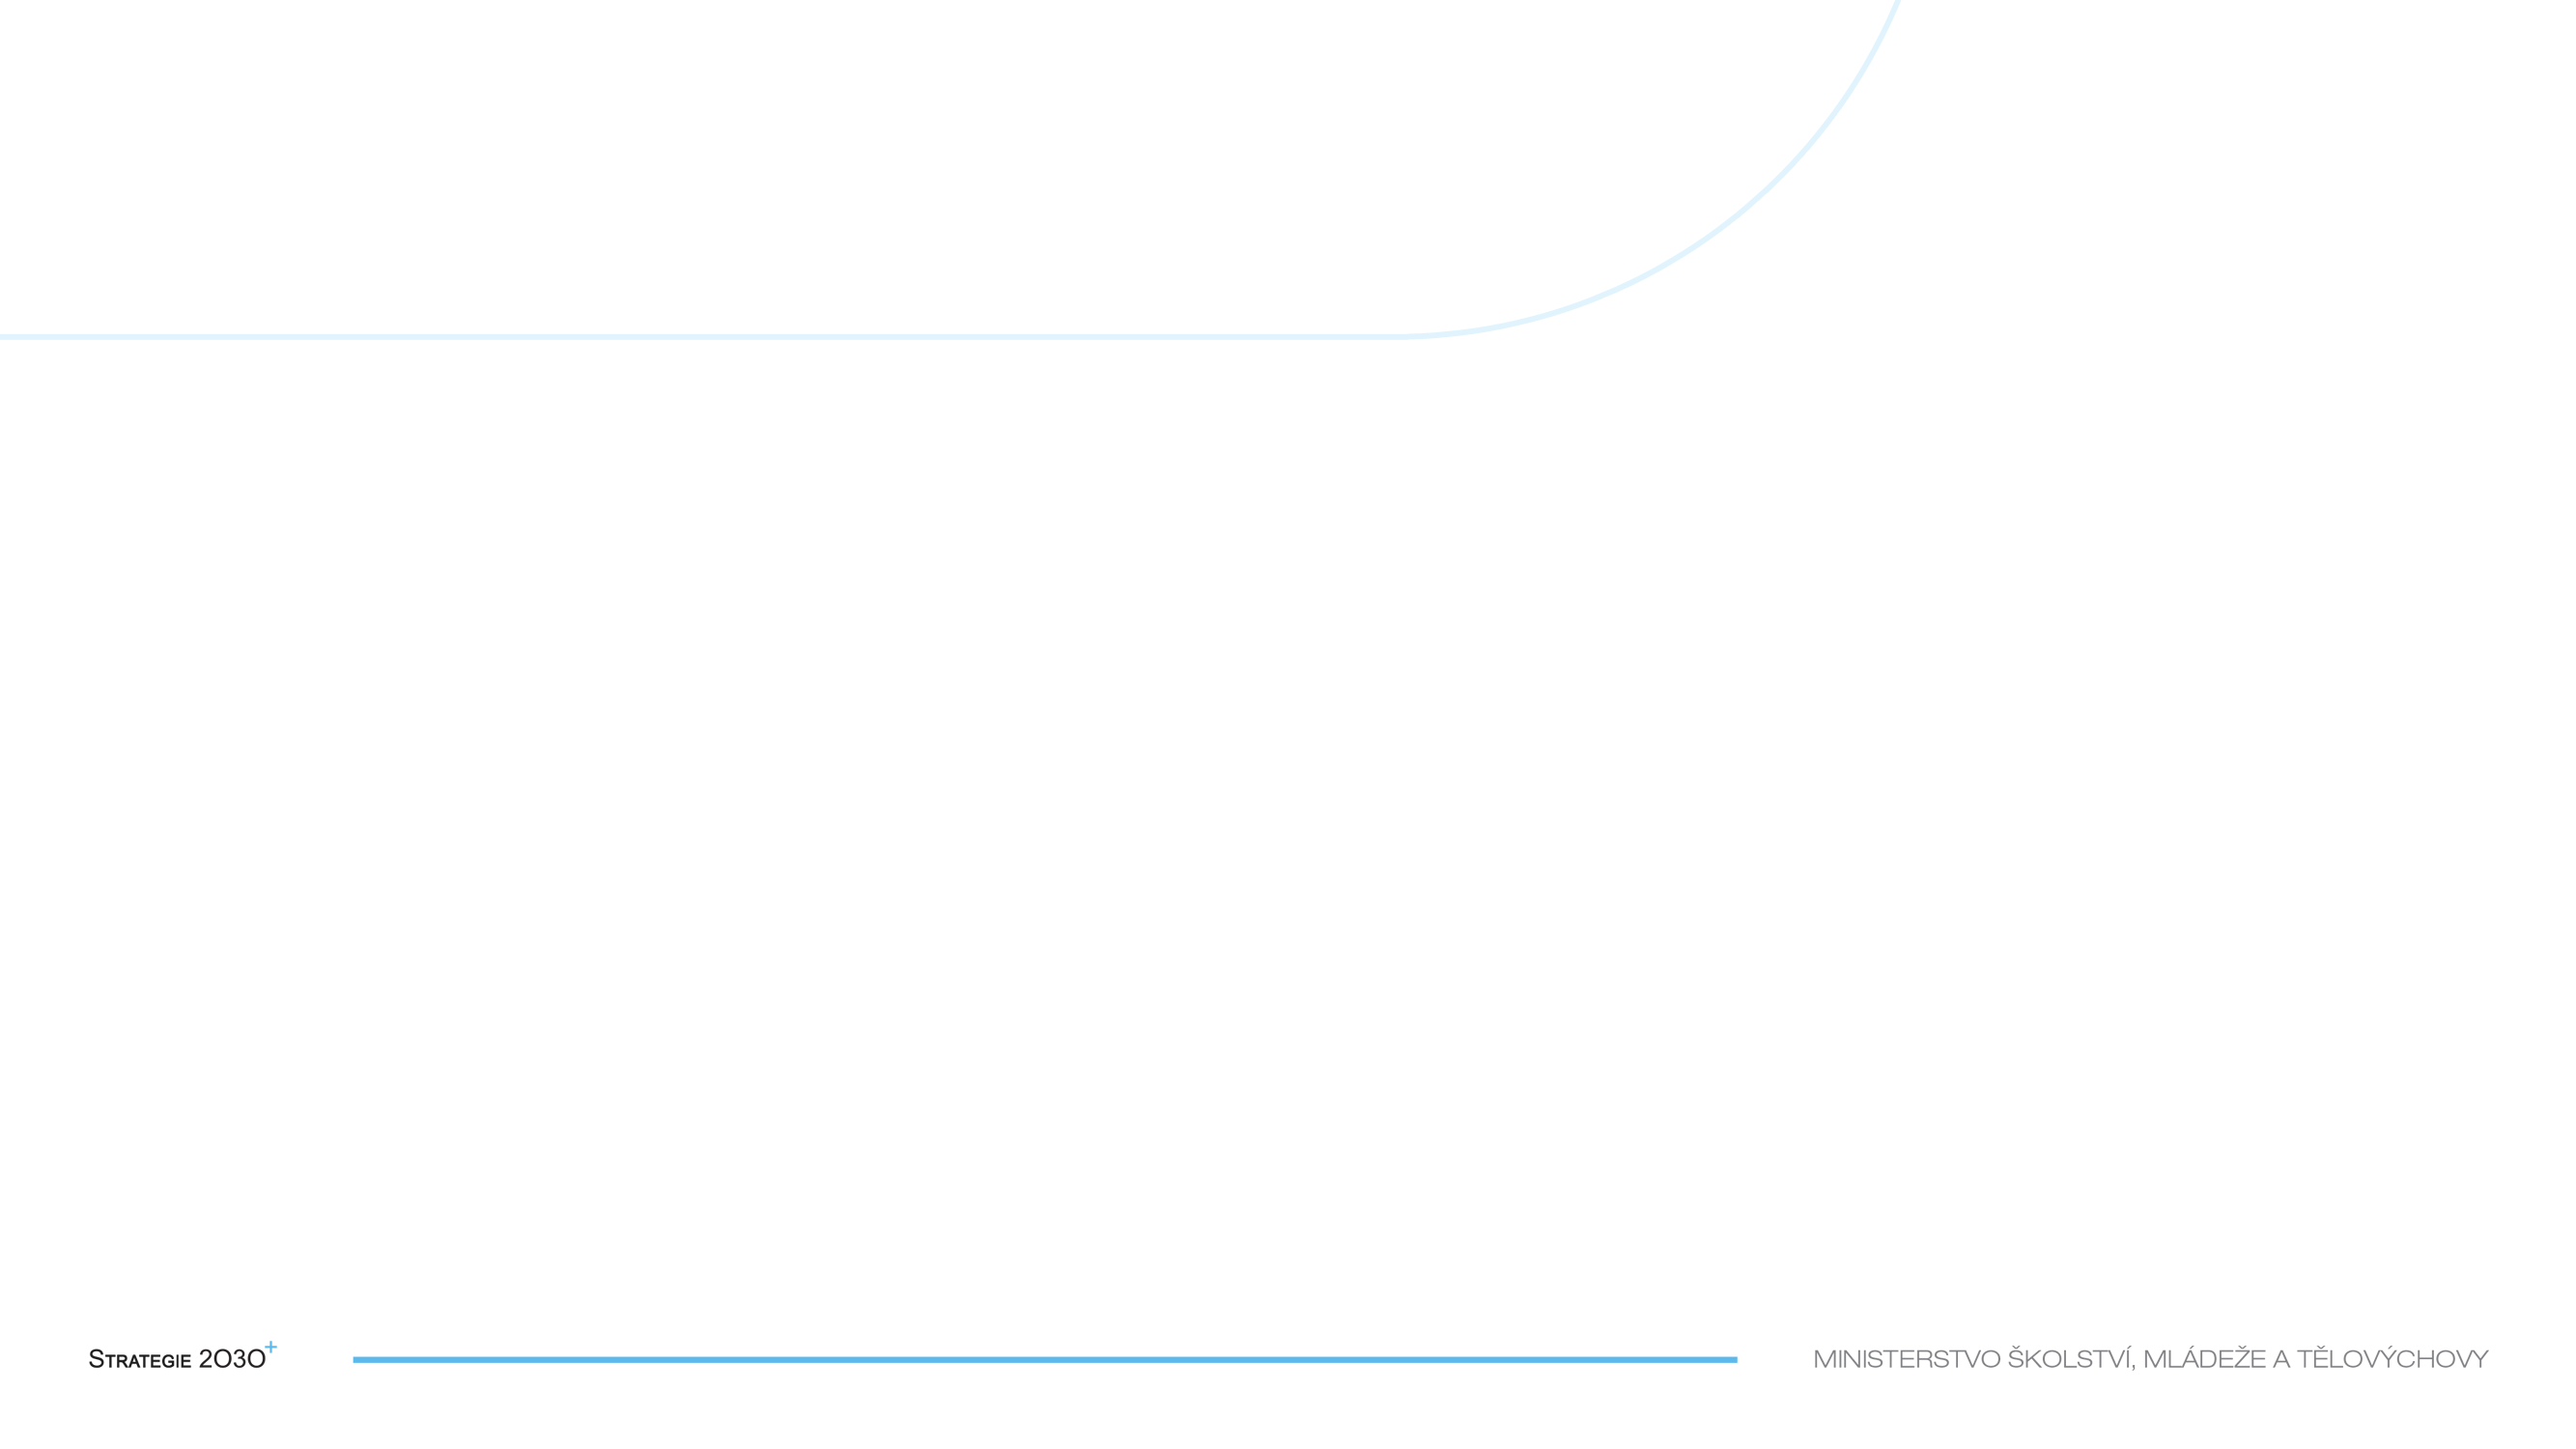 STRATEGIE 2030+
MINISTERSTVO ŠKOLSTVÍ, MLÁDEŽE A TĚLOVÝCHOVY